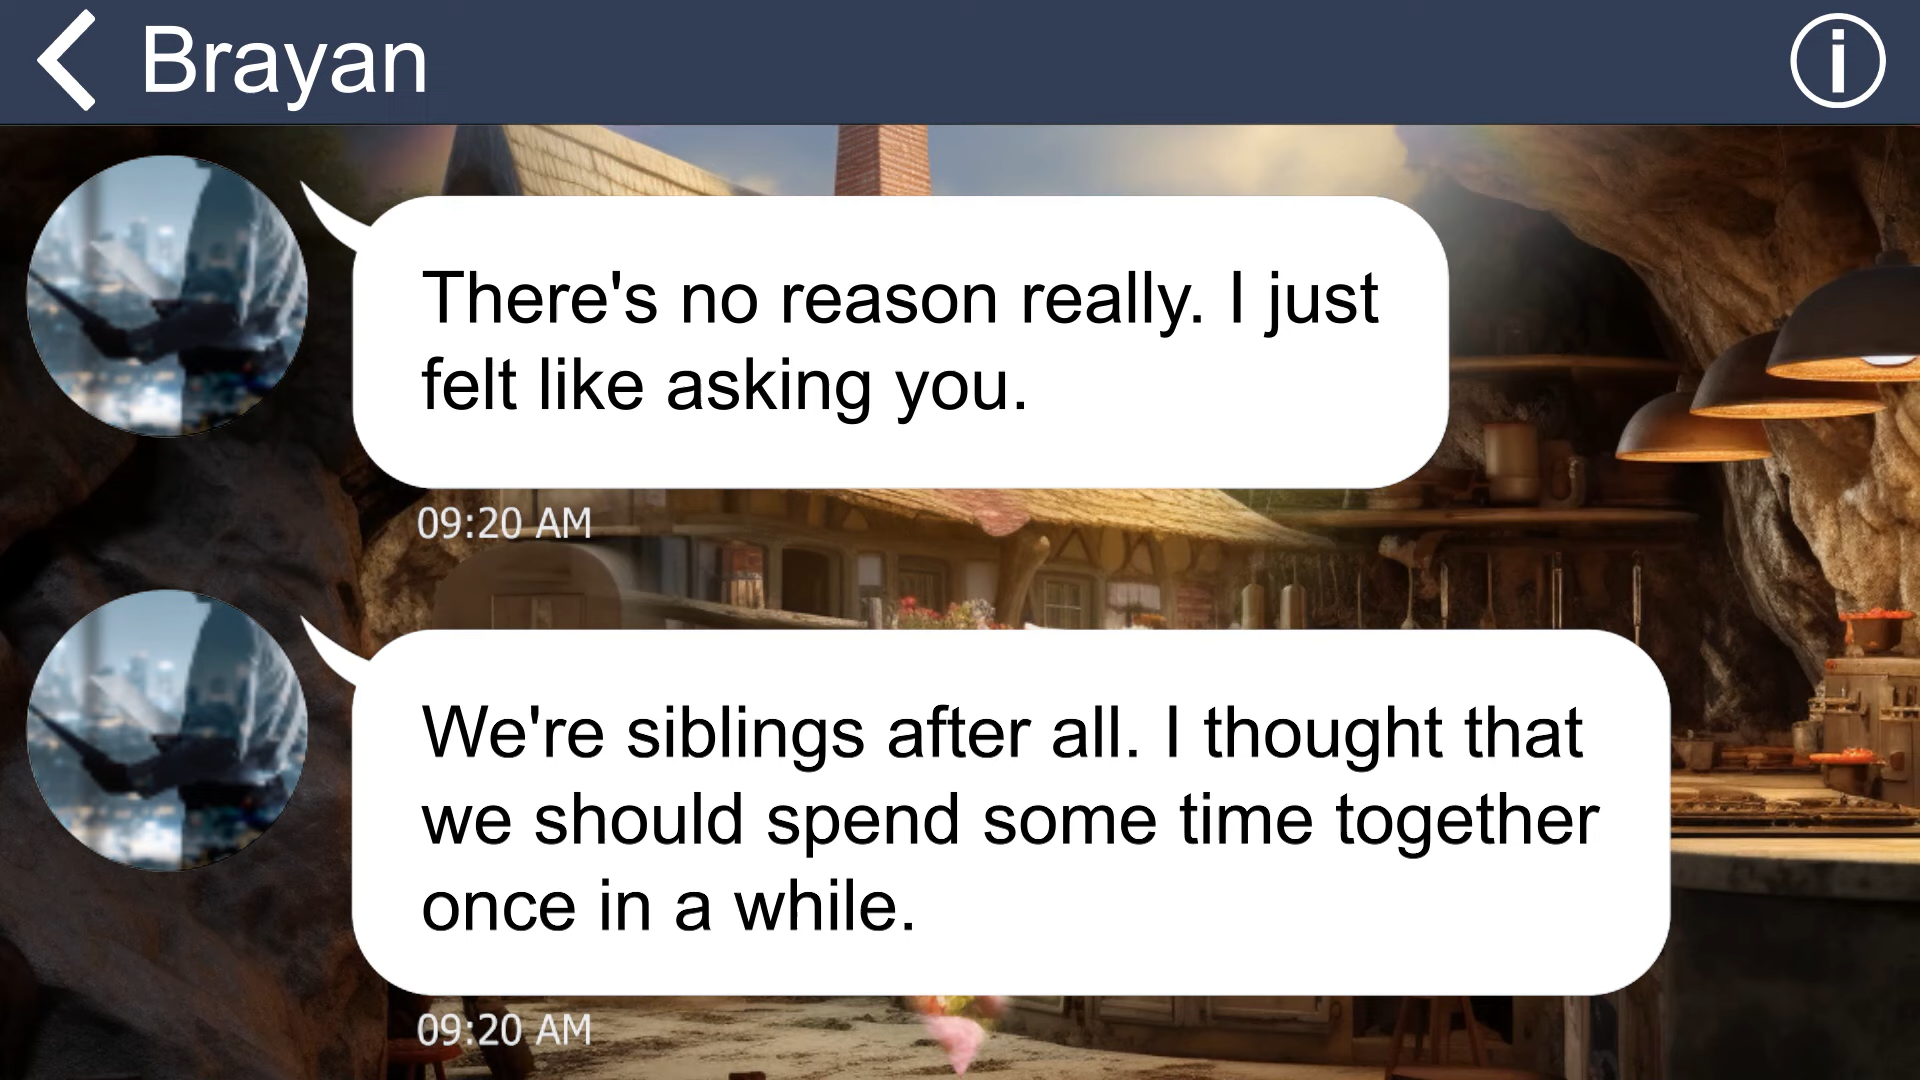 Brayan
There's no reason really. I just
felt like asking you.
09:20 AM
We're siblings after all. I thought that
we should spend some time together
once in a while.
09:20 AM